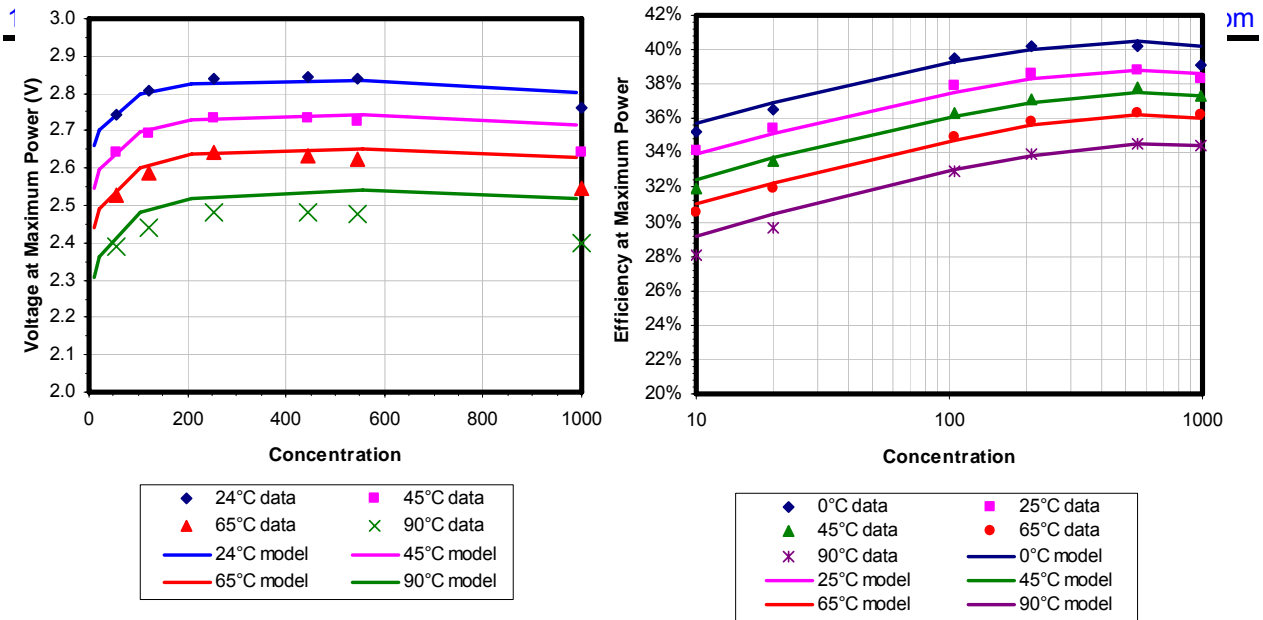 3.0
2.9
2.8
2.7
2.6
2.5
2.4
2.3
2.2
2.1
2.0
Voltage at Maximum Power (V)
0 200 400 600 800 1000
Concentration
24°C data 45°C data
65°C data 90°C data
24°C model 45°C model
65°C model 90°C model
42%
40%
38%
36%
34%
32%
30%
28%
26%
24%
22%
20%
Efficiency at Maximum Power
10 100 1000
Concentration
0°C data 25°C data
45°C data 65°C data
90°C data 0°C model
25°C model 45°C model
65°C model 90°C model